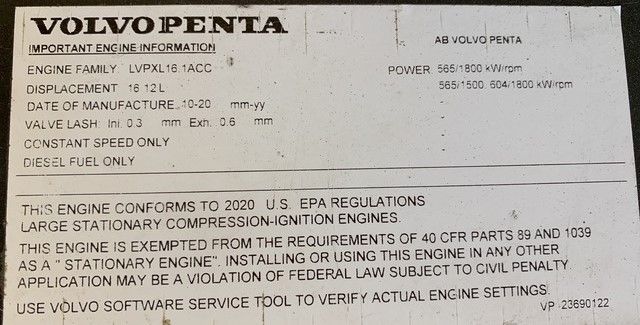 VOLVO PENTA
IMPORTANT ENGINE INFORMATION
AB VOLVO PENTA
ENGINE FAMILY LVPXL16.1ACC
POWER 565/1800 kW/rpm
DISPLACEMENT 16.12 L
565/1500, 604/1800 kW/rpm
DATE OF MANUFACTURE 10-20 mm-yy
VALVE LASH: Inl. 0.3 mm Exh. 0.6 mm
CONSTANT SPEED ONLY
DIESEL FUEL ONLY
THIS ENGINE CONFORMS TO 2020 U.S. EPA REGULATIONS
LARGE STATIONARY COMPRESSION-IGNITION ENGINES.
THIS ENGINE IS EXEMPTED FROM THE REQUIREMENTS OF 40 CFR PARTS 89 AND 1039
AS A " STATIONARY ENGINE". INSTALLING OR USING THIS ENGINE IN ANY OTHER
APPLICATION MAY BE A VIOLATION OF FEDERAL LAW SUBJECT TO CIVIL PENALTY
USE VOLVO SOFTWARE SERVICE TOOL TO VERIFY ACTUAL ENGINE SETTINGS.
VP 23690122